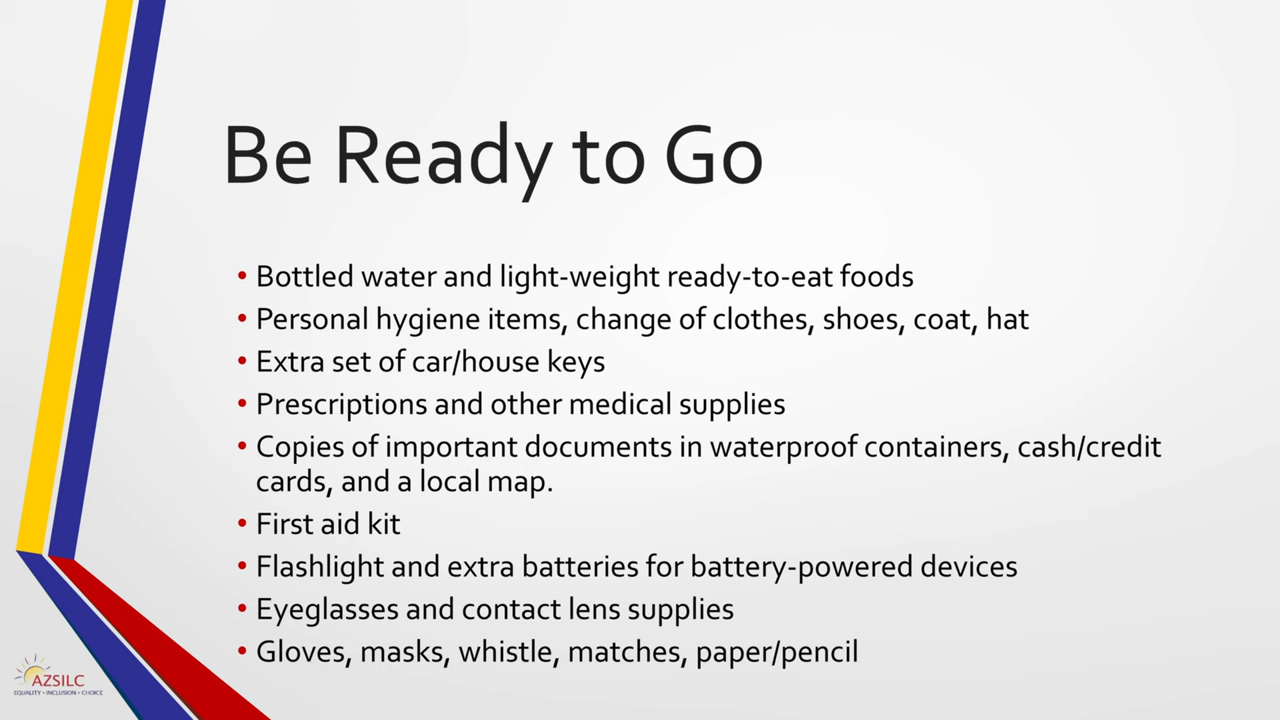 Be Ready to Go
• Bottled water and light-weight ready-to-eat foods
• Personal hygiene items, change of clothes, shoes, coat, hat
• Extra set of car/house keys
• Prescriptions and other medical supplies
• Copies of important documents in waterproof containers, cash/credit
cards, and a local map.
• First aid kit
• Flashlight and extra batteries for battery-powered devices
• Eyeglasses and contact lens supplies
• Gloves, masks, whistle, matches, paper/pencil
AZSILC
EQUALITY • INCLUSION • CHOICE